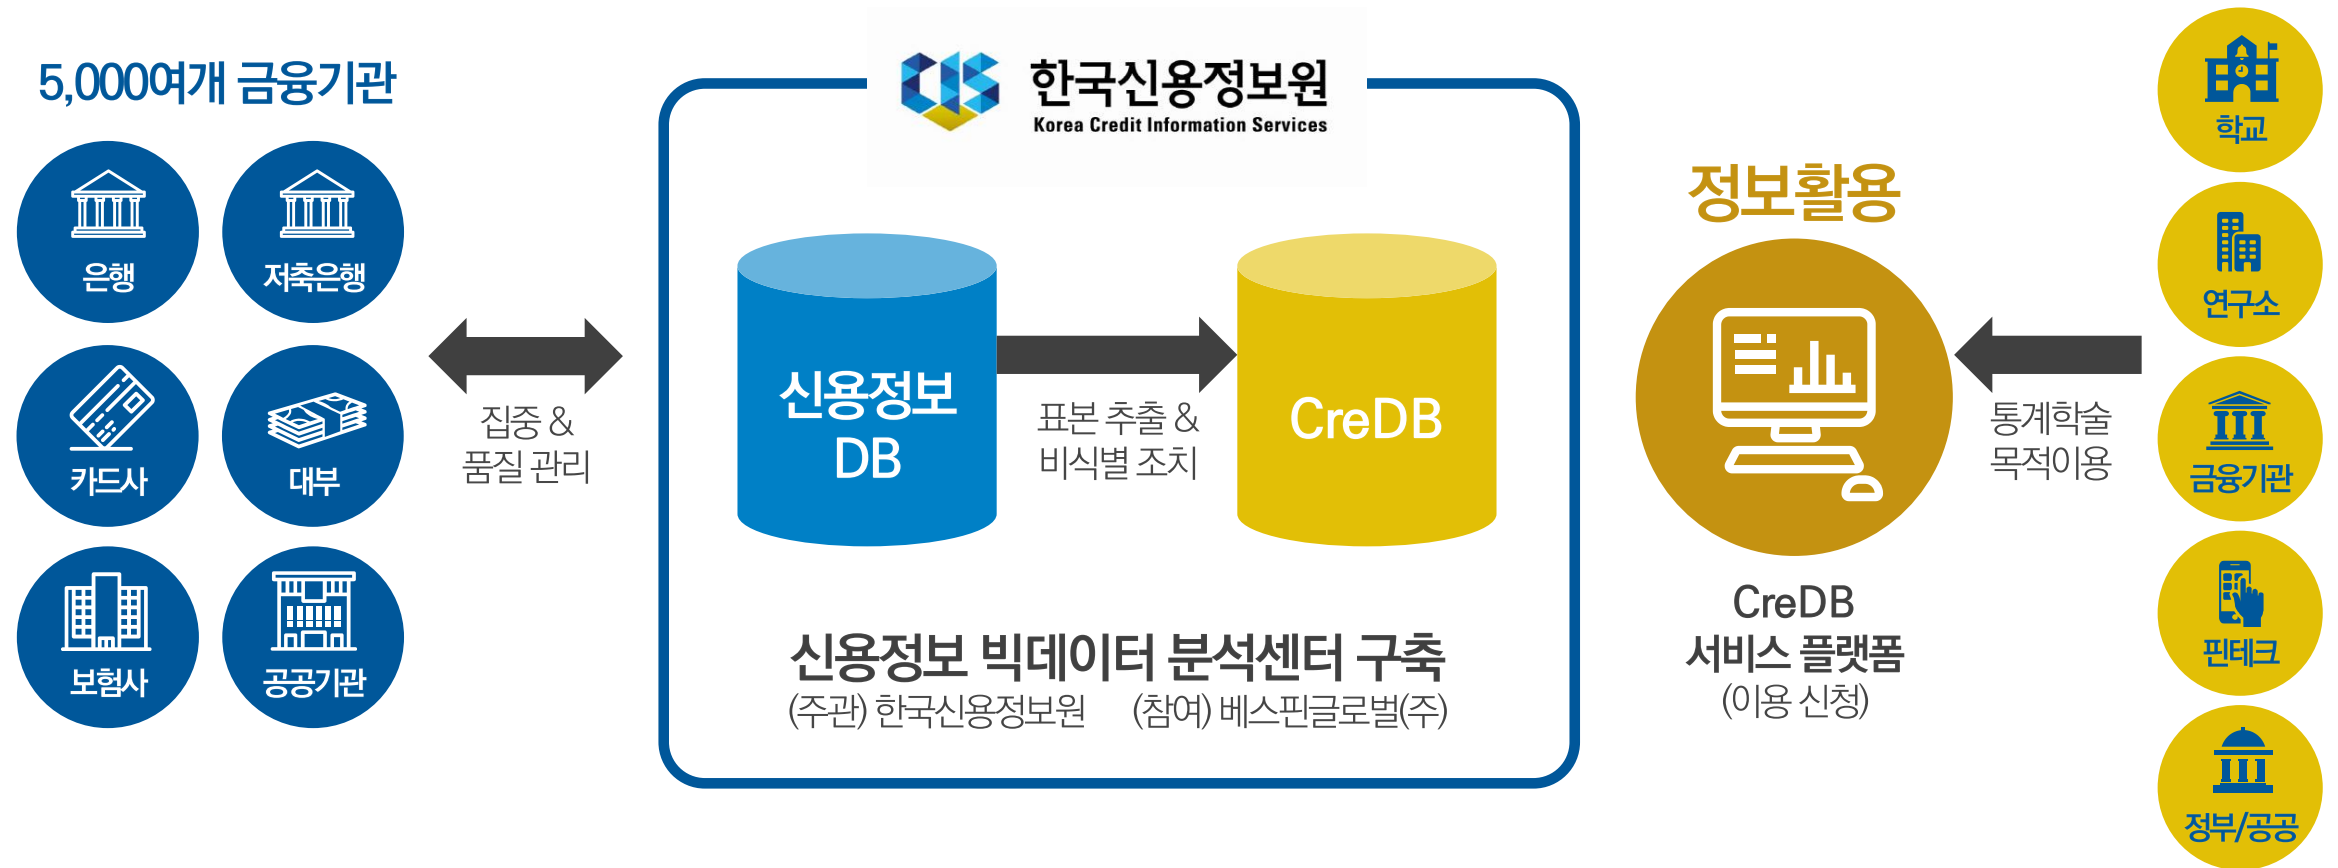 5,000여개 금융기관
은행
저축은행
카드사
대부
보험사
공공기관
집중 &
품질 관리
한국신용정보원
Korea Credit Information Services
신용정보
DB
표본 추출 &
비식별 조치
CreDB
신용정보 빅데이터 분석센터 구축
(주관) 한국신용정보원 (참여) 베스핀글로벌(주)
정보활용
CreDB
서비스 플랫폼
(이용 신청)
통계학술
목적이용
학교
연구소
금융기관
핀테크
정부/공공